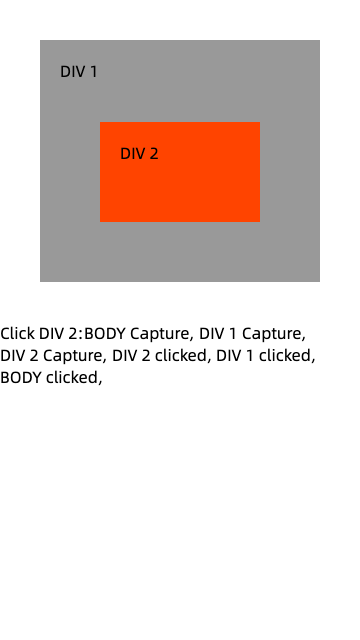 DIV 1
DIV 2
Click DIV 2:BODY Capture, DIV 1 Capture,
DIV 2 Capture, DIV 2 clicked, DIV 1 clicked,
BODY clicked,